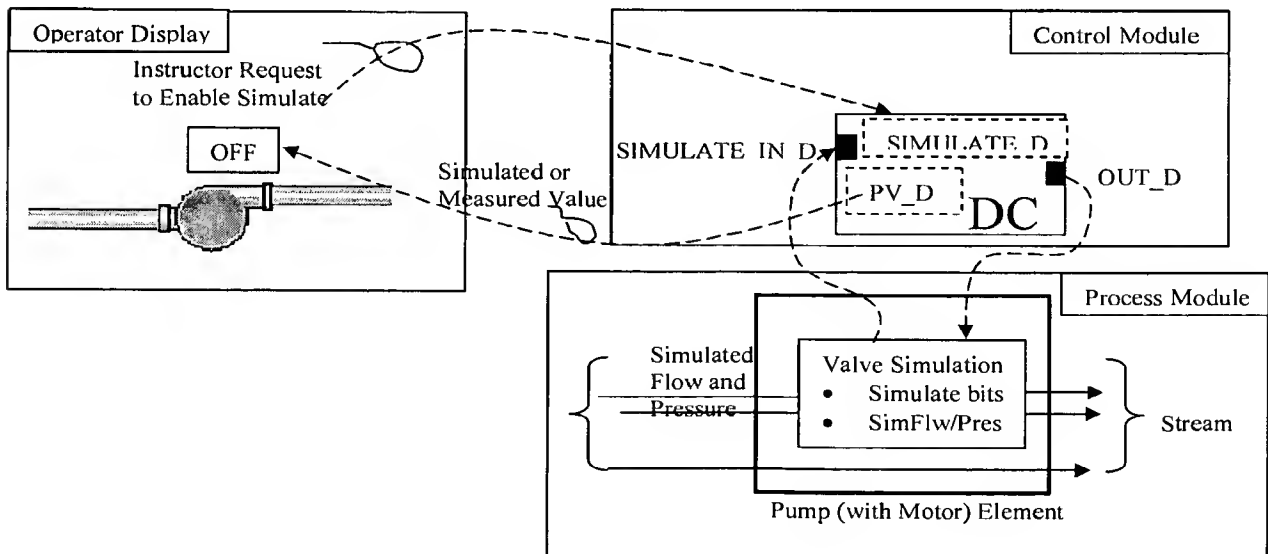 Operator Display
Instructor Request
to Enable Simulate
OFF
Simulated or
Measured Value
Control Module
SIMULATE IN D
SIMULATE D
PV_D
DC
OUT_D
Process Module
Simulated
Flow and
Pressure
Valve Simulation
• Simulate bits
• SimFlw/Pres
Stream
Pump (with Motor) Element